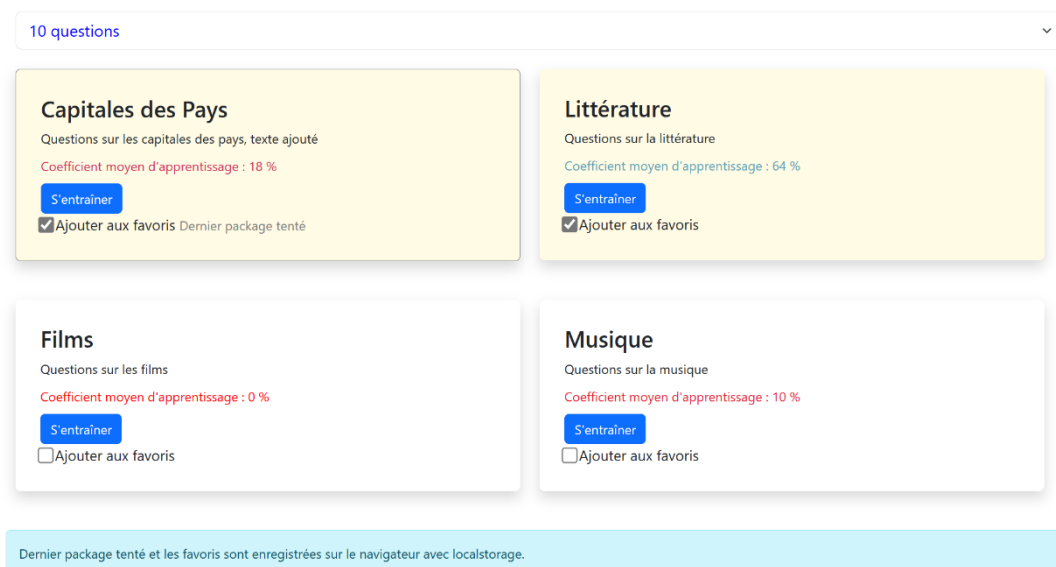 10 questions
Capitales des Pays
Questions sur les capitales des pays, texte ajouté
Coefficient moyen d'apprentissage : 18 %
S'entraîner
Ajouter aux favoris Dernier package tenté
Littérature
Questions sur la littérature
Coefficient moyen d'apprentissage : 64 %
S'entraîner
Ajouter aux favoris
Films
Questions sur les films
Coefficient moyen d'apprentissage : 0 %
S'entraîner
Ajouter aux favoris
Musique
Questions sur la musique
Coefficient moyen d'apprentissage : 10 %
S'entraîner
Ajouter aux favoris
Dernier package tenté et les favoris sont enregistrées sur le navigateur avec localstorage.